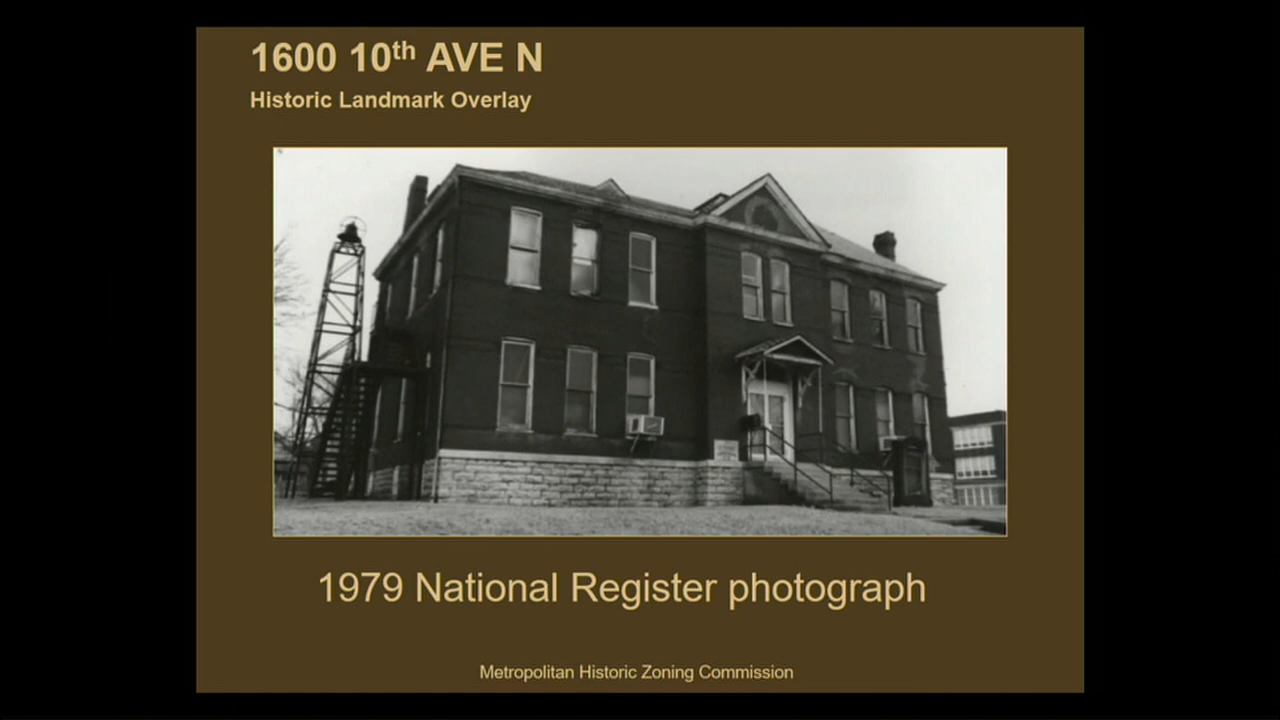 1600 10th AVE N
Historic Landmark Overlay
1979 National Register photograph
Metropolitan Historic Zoning Commission